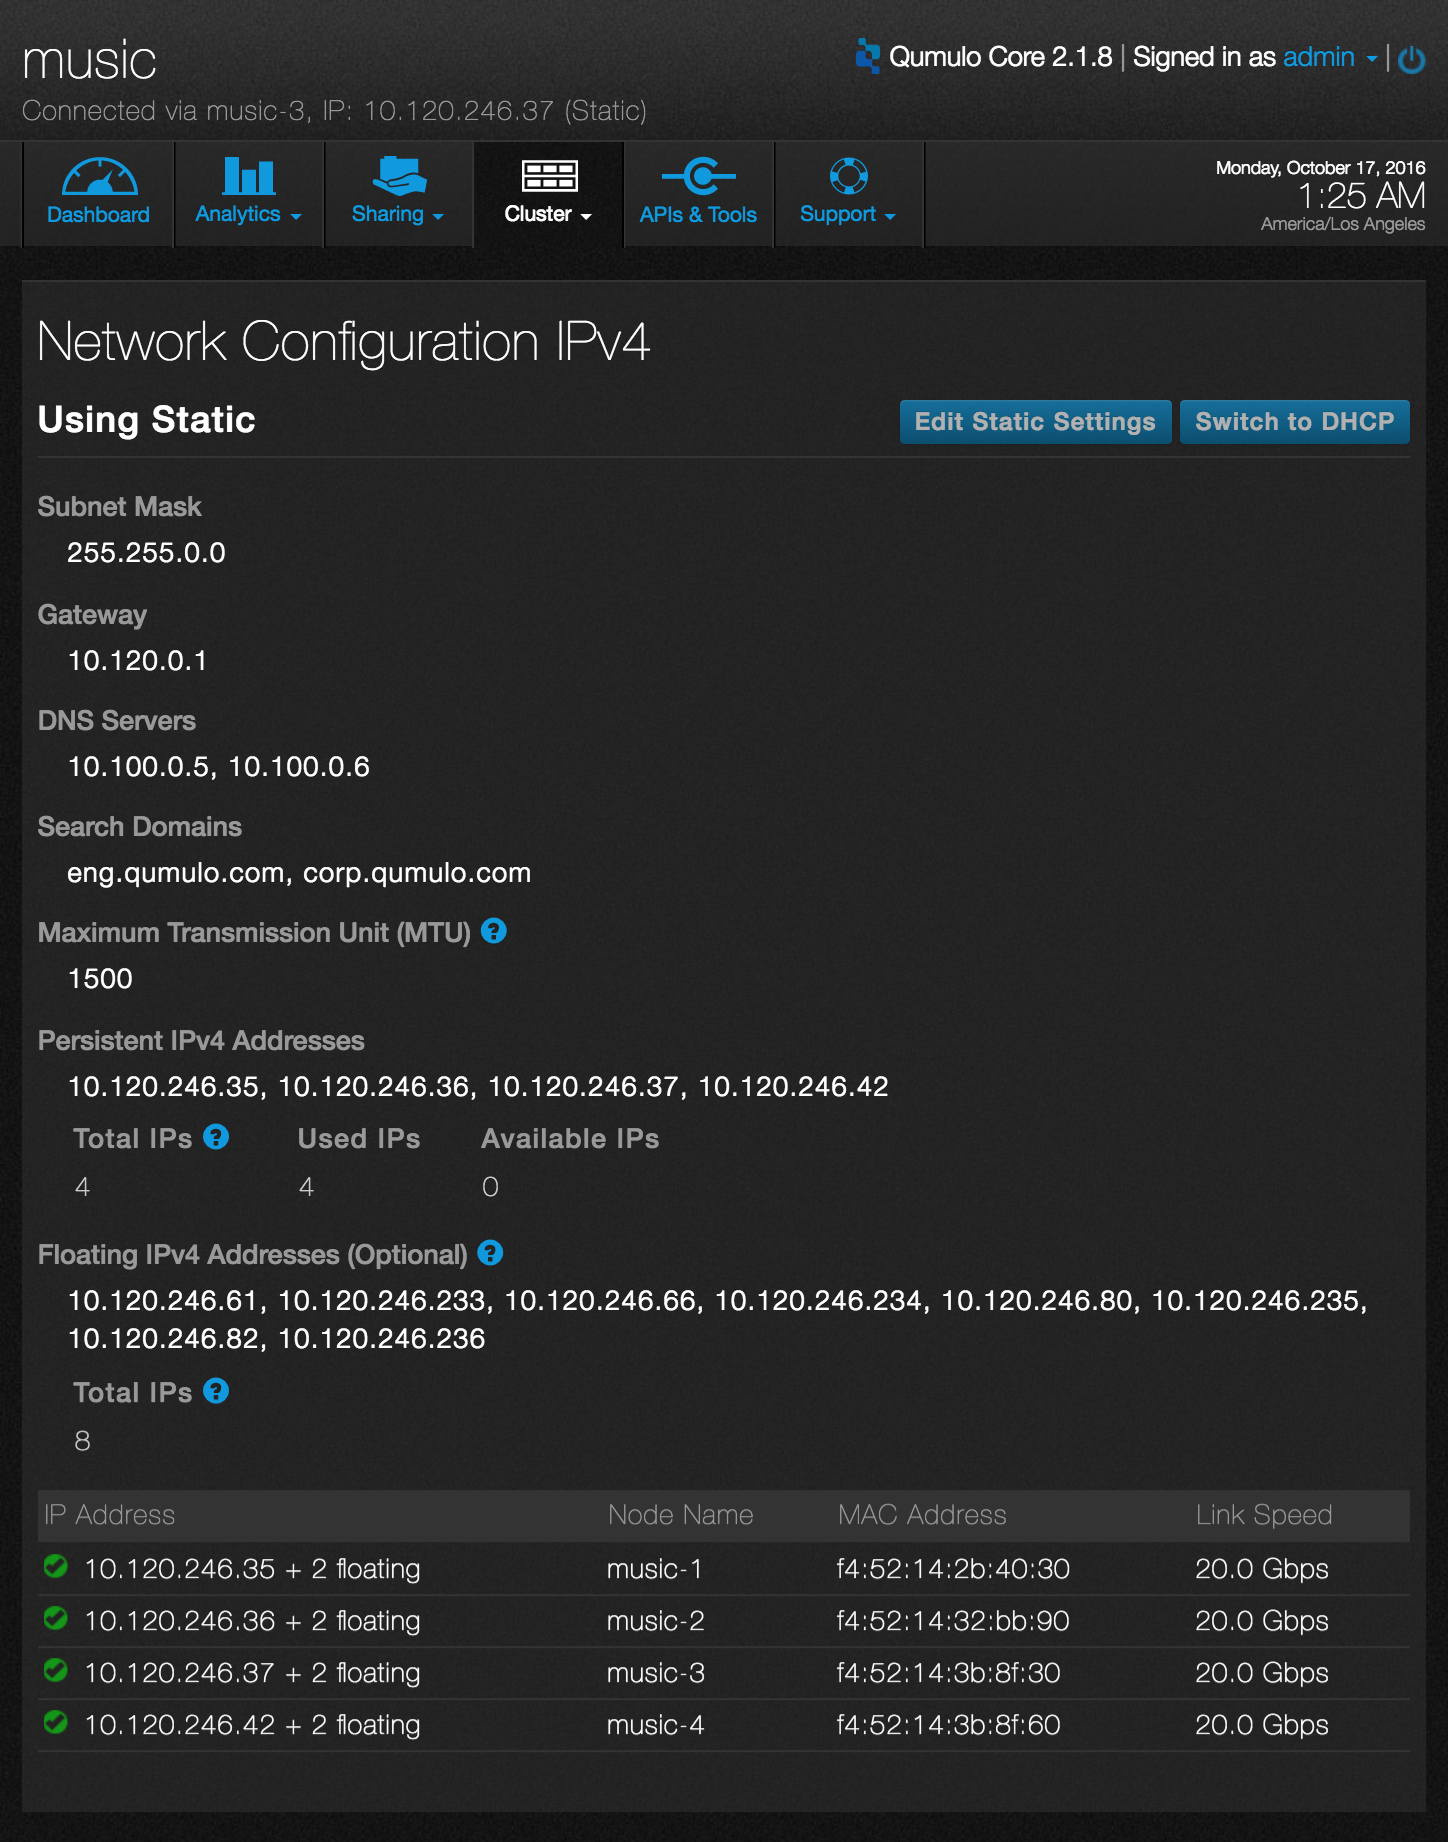 music
Qumulo Core 2.1.8 | Signed in as admin
Connected via music-3, IP: 10.120.246.37 (Static)
Dashboard
Analytics
Sharing
Cluster
APIs & Tools
Support
Monday, October 17, 2016
1:25 AM
America/Los Angeles
Network Configuration IPv4
Using Static
Edit Static Settings
Switch to DHCP
Subnet Mask
255.255.0.0
Gateway
10.120.0.1
DNS Servers
10.100.0.5, 10.100.0.6
Search Domains
eng.qumulo.com, corp.qumulo.com
Maximum Transmission Unit (MTU) ?
1500
Persistent IPv4 Addresses
10.120.246.35, 10.120.246.36, 10.120.246.37, 10.120.246.42
Total IPs ? Used IPs Available IPs
4 4 0
Floating IPv4 Addresses (Optional) ?
10.120.246.61, 10.120.246.233, 10.120.246.66, 10.120.246.234, 10.120.246.80, 10.120.246.235,
10.120.246.82, 10.120.246.236
Total IPs ?
8
IP Address Node Name MAC Address Link Speed
10.120.246.35 + 2 floating music-1 f4:52:14:2b:40:30 20.0 Gbps
10.120.246.36 + 2 floating music-2 f4:52:14:32:bb:90 20.0 Gbps
10.120.246.37 + 2 floating music-3 f4:52:14:3b:8f:30 20.0 Gbps
10.120.246.42 + 2 floating music-4 f4:52:14:3b:8f:60 20.0 Gbps